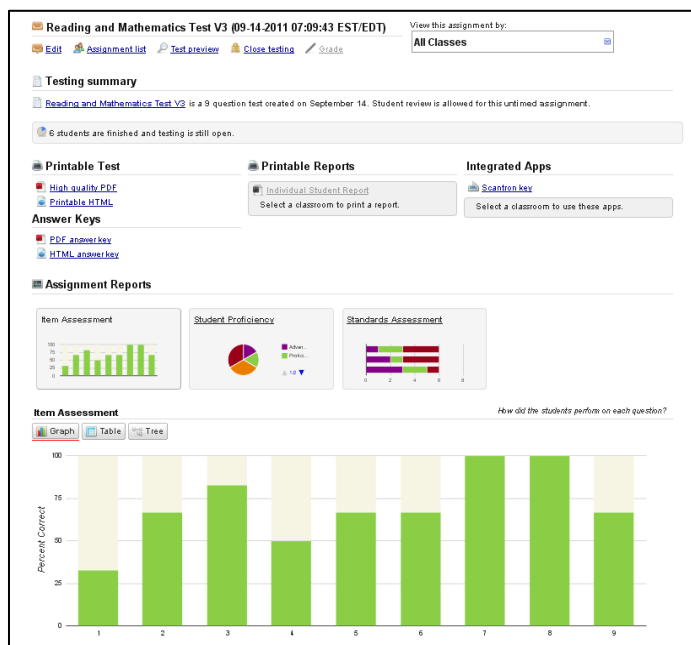 Reading and Mathematics Test V3 (09-14-2011 07:09:43 EST/EDT)
View this assignment by:
All Classes
Edit Assignment list Test preview Close testing Grade
Testing summary
Reading and Mathematics Test V3 is a 9 question test created on September 14. Student review is allowed for this untimed assignment.
6 students are finished and testing is still open.
Printable Test
High quality PDF
Printable HTML
Answer Keys
PDF answer key
HTML answer key
Printable Reports
Individual Student Report
Select a classroom to print a report.
Integrated Apps
Scantron key
Select a classroom to use these apps.
Assignment Reports
Item Assessment
100
75
50
25
0
Student Proficiency
Advan...
Profici...
1/2
Standards Assessment
0 2 4 6 8
Item Assessment
How did the students perform on each question?
Graph Table Tree
Percent Correct
100
75
50
25
0
1 2 3 4 5 6 7 8 9